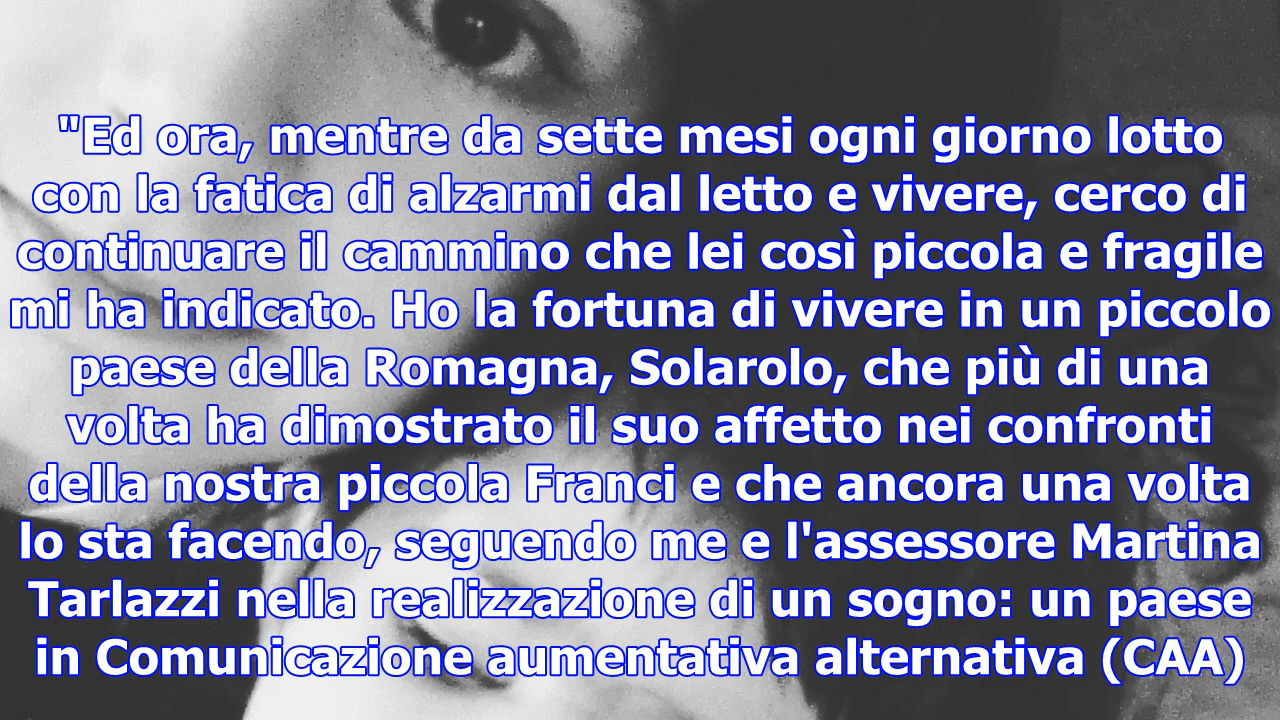 "Ed ora, mentre da sette mesi ogni giorno lotto
con la fatica di alzarmi dal letto e vivere, cerco di
continuare il cammino che lei così piccola e fragile
mi ha indicato. Ho la fortuna di vivere in un piccolo
paese della Romagna, Solarolo, che più di una
volta ha dimostrato il suo affetto nei confronti
della nostra piccola Franci e che ancora una volta
lo sta facendo, seguendo me e l'assessore Martina
Tarlazzi nella realizzazione di un sogno: un paese
in Comunicazione aumentativa alternativa (CAA)